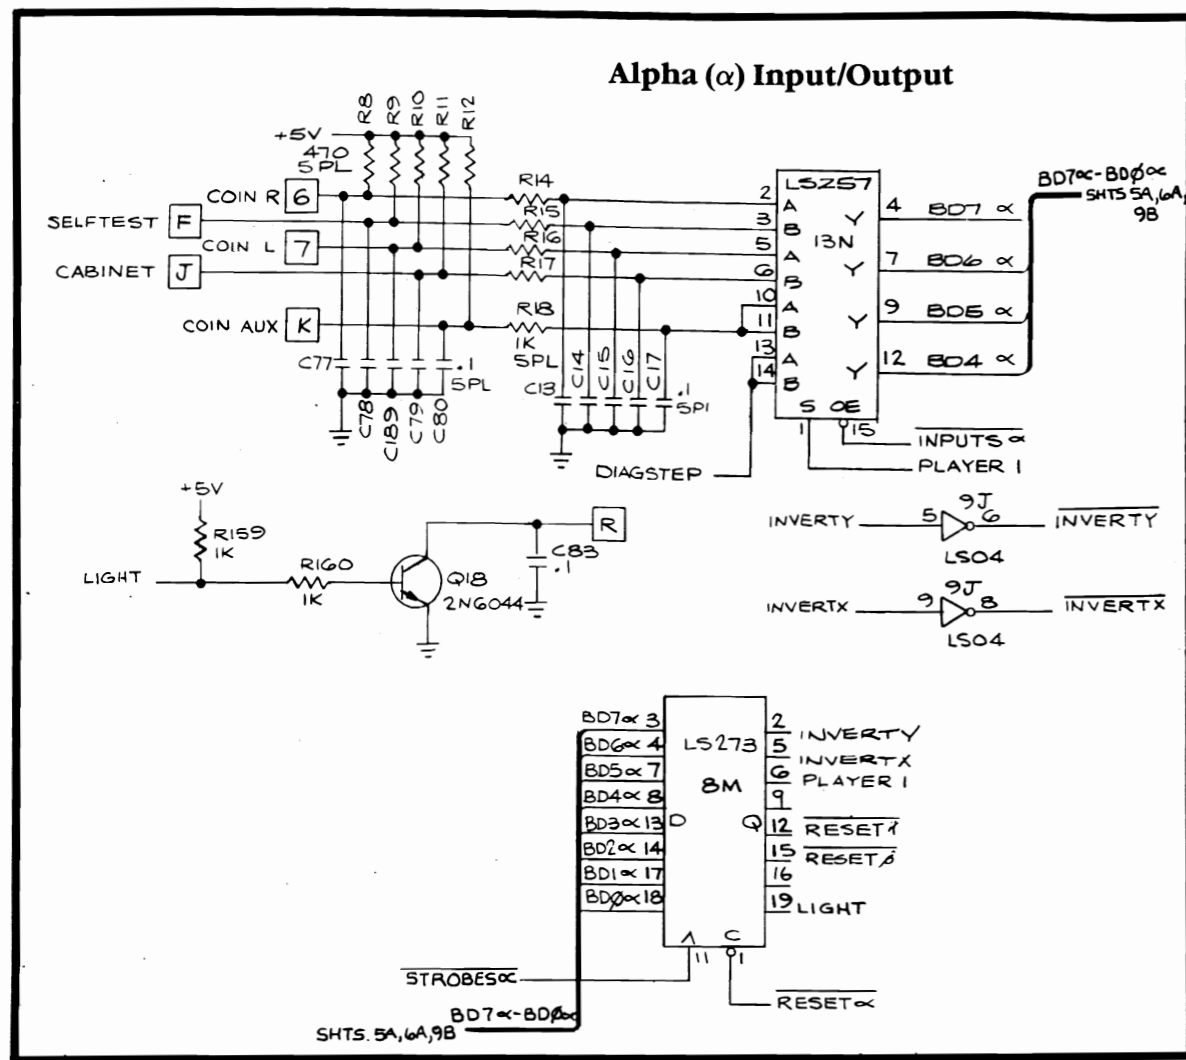 Alpha (α) Input/Output
R8 R9 R10 R11 R12
+5V
470
5PL
COIN R 6
SELFTEST F
COIN L 7
CABINET J
COIN AUX K
R14
R15
R16
R17
R18
1K
5PL
C77
C78
C189
C79
C80
.1
5PL
C13
C14
C15
C16
C17
.1
LS257
13N
2 A
3 B
5 A
6 B
10 A
11 B
13 A
14 B
Y 4 BD7 α
Y 7 BD6 α
Y 9 BD5 α
Y 12 BD4 α
S OE
1 15
INPUTS α
PLAYER 1
DIAGSTEP
BD7α-BDØα
SHTS 5A, 6A,
9B
+5V
R159
1K
LIGHT
R160
1K
Q18
2N6044
C83
.1
R
INVERTY 5 9J 6 INVERTY
LS04
INVERTX 9 9J 8 INVERTX
LS04
LS273
8M
D Q
BD7α 3
BD6α 4
BD5α 7
BD4α 8
BD3α 13
BD2α 14
BD1α 17
BDØα 18
2 INVERTY
5 INVERTX
6 PLAYER 1
9
12
15
16
19 LIGHT
C
11 1
STROBESα
RESETα
BD7α-BDØα
SHTS. 5A, 6A, 9B